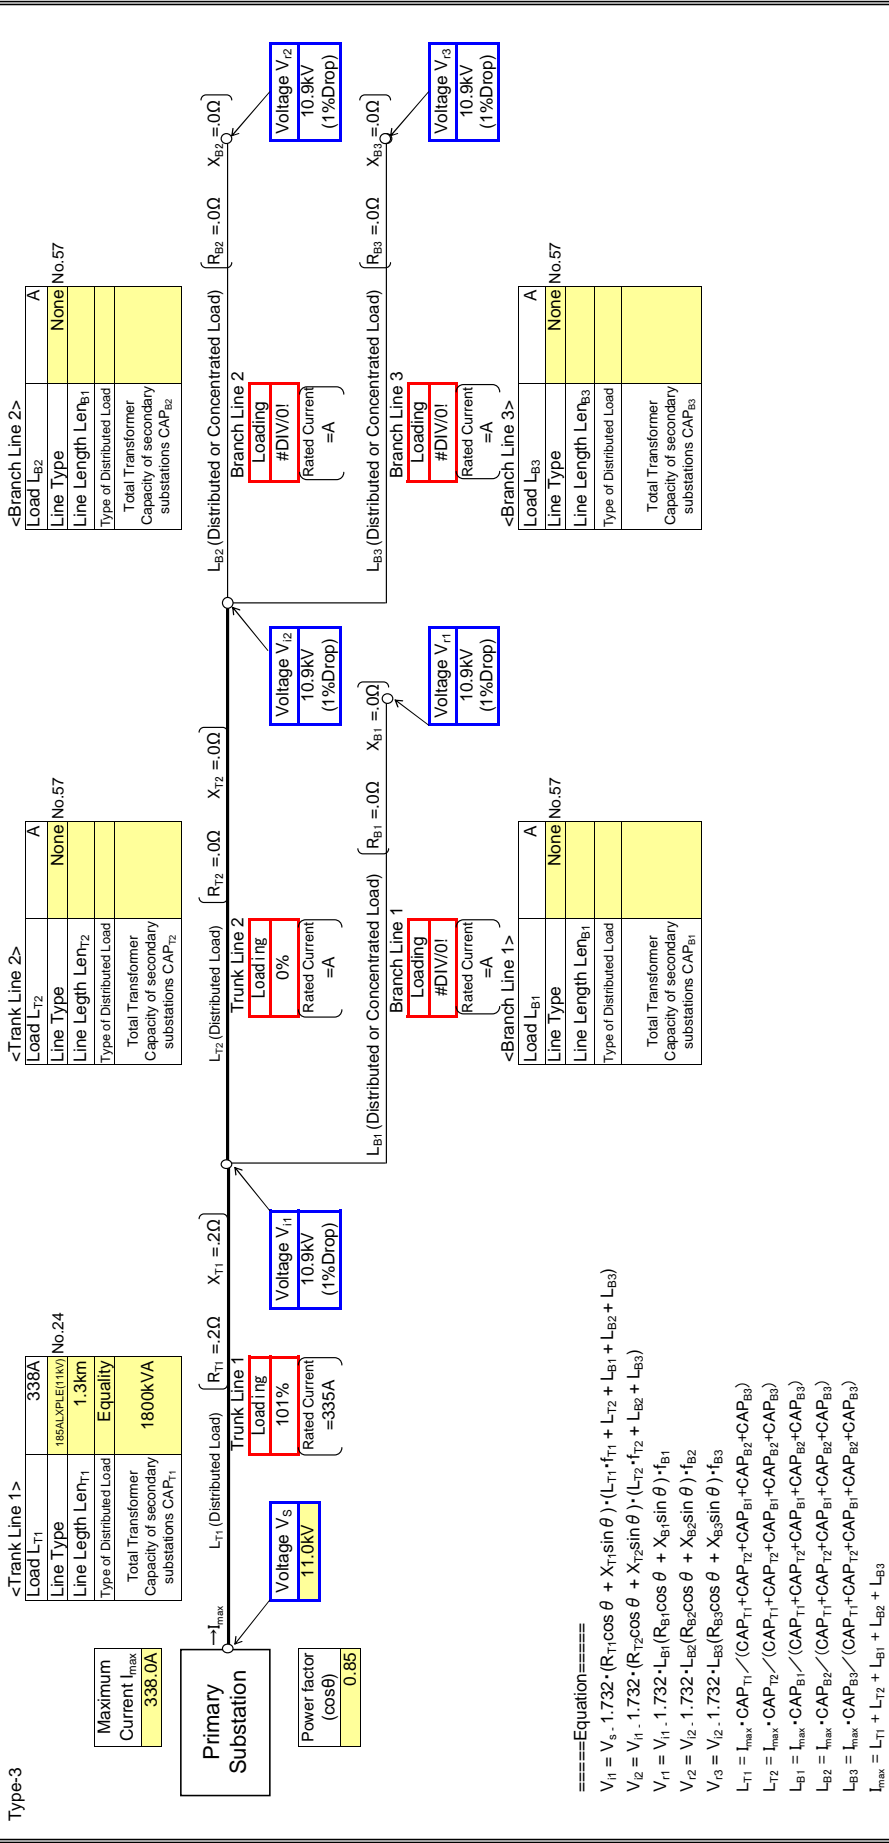 Type-3
Maximum
Current Imax
338.0A
Primary
Substation
Power factor
(cosθ)
0.85
→Imax
Voltage VS
11.0kV
<Trank Line 1>
Load LT1 338A
Line Type 185ALXPLE(11kV) No.24
Line Legth LenT1 1.3km
Type of Distributed Load Equality
Total Transformer
Capacity of secondary
substations CAPT1
1800kVA
LT1 (Distributed Load)
RT1 =.2Ω XT1 =.2Ω
Trunk Line 1
Loading
101%
Rated Current
=335A
Voltage Vi1
10.9kV
(1%Drop)
<Trank Line 2>
Load LT2 A
Line Type None No.57
Line Legth LenT2
Type of Distributed Load
Total Transformer
Capacity of secondary
substations CAPT2
LT2 (Distributed Load)
RT2 =.0Ω XT2 =.0Ω
Trunk Line 2
Loading
0%
Rated Current
=A
Voltage Vi2
10.9kV
(1%Drop)
LB1 (Distributed or Concentrated Load)
RB1 =.0Ω XB1 =.0Ω
Branch Line 1
Loading
#DIV/0!
Rated Current
=A
Voltage Vr1
10.9kV
(1%Drop)
<Branch Line 1>
Load LB1 A
Line Type None No.57
Line Length LenB1
Type of Distributed Load
Total Transformer
Capacity of secondary
substations CAPB1
<Branch Line 2>
Load LB2 A
Line Type None No.57
Line Length LenB1
Type of Distributed Load
Total Transformer
Capacity of secondary
substations CAPB2
LB2 (Distributed or Concentrated Load)
RB2 =.0Ω XB2 =.0Ω
Branch Line 2
Loading
#DIV/0!
Rated Current
=A
Voltage Vr2
10.9kV
(1%Drop)
LB3 (Distributed or Concentrated Load)
RB3 =.0Ω XB3 =.0Ω
Branch Line 3
Loading
#DIV/0!
Rated Current
=A
Voltage Vr3
10.9kV
(1%Drop)
<Branch Line 3>
Load LB3 A
Line Type None No.57
Line Length LenB3
Type of Distributed Load
Total Transformer
Capacity of secondary
substations CAPB3
=====Equation=====
Vi1 = Vs - 1.732・(RT1cos θ + XT1sin θ)・(LT1・fT1 + LT2 + LB1 + LB2 + LB3)
Vi2 = Vi1 - 1.732・(RT2cos θ + XT2sin θ)・(LT2・fT2 + LB2 + LB3)
Vr1 = Vi1 - 1.732・LB1(RB1cos θ + XB1sin θ)・fB1
Vr2 = Vi2 - 1.732・LB2(RB2cos θ + XB2sin θ)・fB2
Vr3 = Vi2 - 1.732・LB3(RB3cos θ + XB3sin θ)・fB3
LT1 = Imax・CAPT1／(CAPT1+CAPT2+CAPB1+CAPB2+CAPB3)
LT2 = Imax・CAPT2／(CAPT1+CAPT2+CAPB1+CAPB2+CAPB3)
LB1 = Imax・CAPB1／(CAPT1+CAPT2+CAPB1+CAPB2+CAPB3)
LB2 = Imax・CAPB2／(CAPT1+CAPT2+CAPB1+CAPB2+CAPB3)
LB3 = Imax・CAPB3／(CAPT1+CAPT2+CAPB1+CAPB2+CAPB3)
Imax = LT1 + LT2 + LB1 + LB2 + LB3